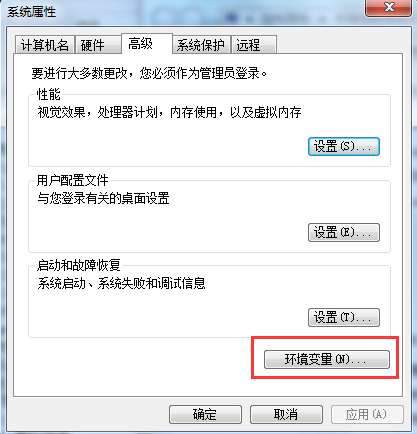 系统属性
计算机名 硬件 高级 系统保护 远程
要进行大多数更改，您必须作为管理员登录。
性能
视觉效果，处理器计划，内存使用，以及虚拟内存
设置(S)...
用户配置文件
与您登录有关的桌面设置
设置(E)...
启动和故障恢复
系统启动、系统失败和调试信息
设置(T)...
环境变量(N)...
确定 取消 应用(A)